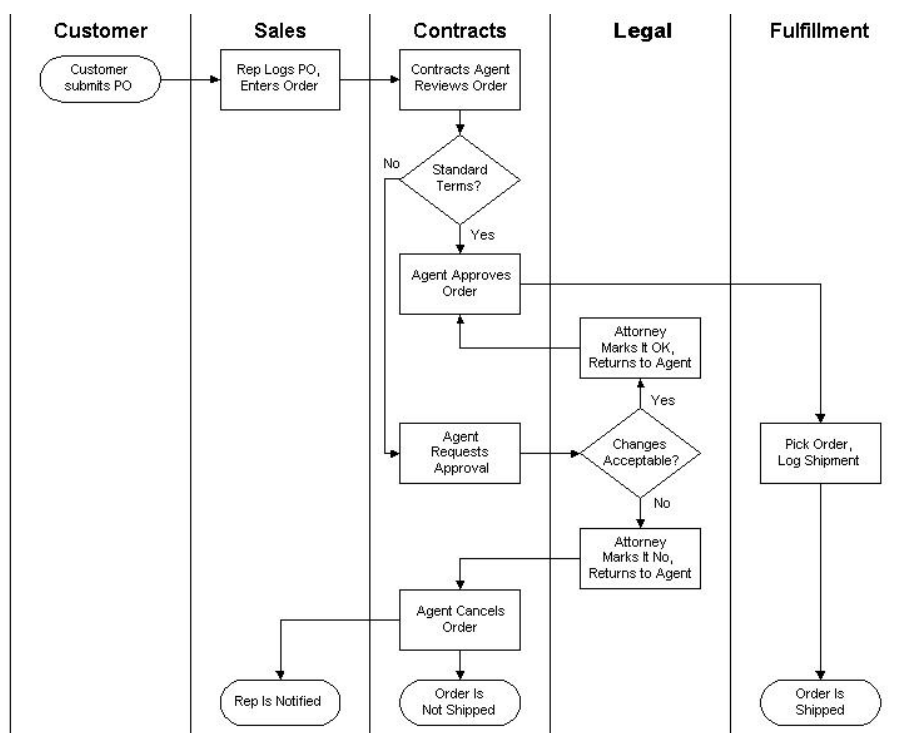 Customer
Sales
Contracts
Legal
Fulfillment
Customer
submits PO
Rep Logs PO,
Enters Order
Contracts Agent
Reviews Order
No
Standard
Terms?
Yes
Agent Approves
Order
Attorney
Marks It OK,
Returns to Agent
Yes
Agent
Requests
Approval
Changes
Acceptable?
Pick Order,
Log Shipment
No
Attorney
Marks It No,
Returns to Agent
Agent Cancels
Order
Rep Is Notified
Order Is
Not Shipped
Order Is
Shipped